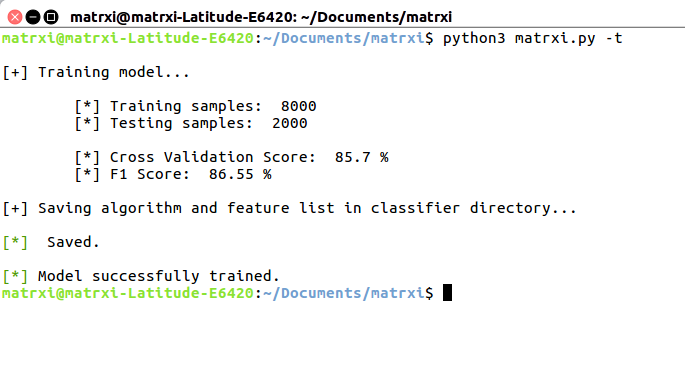 matrxi@matrxi-Latitude-E6420: ~/Documents/matrxi
matrxi@matrxi-Latitude-E6420:~/Documents/matrxi$ python3 matrxi.py -t
[+] Training model...
[*] Training samples:  8000
[*] Testing samples:  2000
[*] Cross Validation Score:  85.7 %
[*] F1 Score:  86.55 %
[+] Saving algorithm and feature list in classifier directory...
[*]  Saved.
[*] Model successfully trained.
matrxi@matrxi-Latitude-E6420:~/Documents/matrxi$